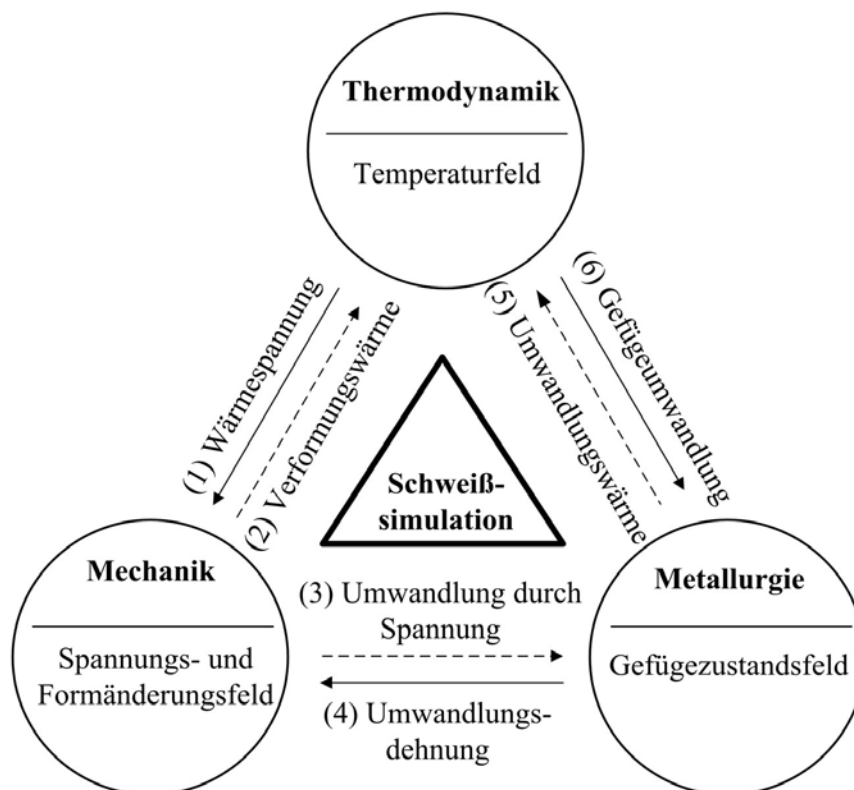 Thermodynamik
Temperaturfeld
(1) Wärmespannung
(2) Verformungswärme
(5) Umwandlungswärme
(6) Gefügeumwandlung
Schweiß-
simulation
Mechanik
Spannungs- und
Formänderungsfeld
(3) Umwandlung durch
Spannung
(4) Umwandlungs-
dehnung
Metallurgie
Gefügezustandsfeld